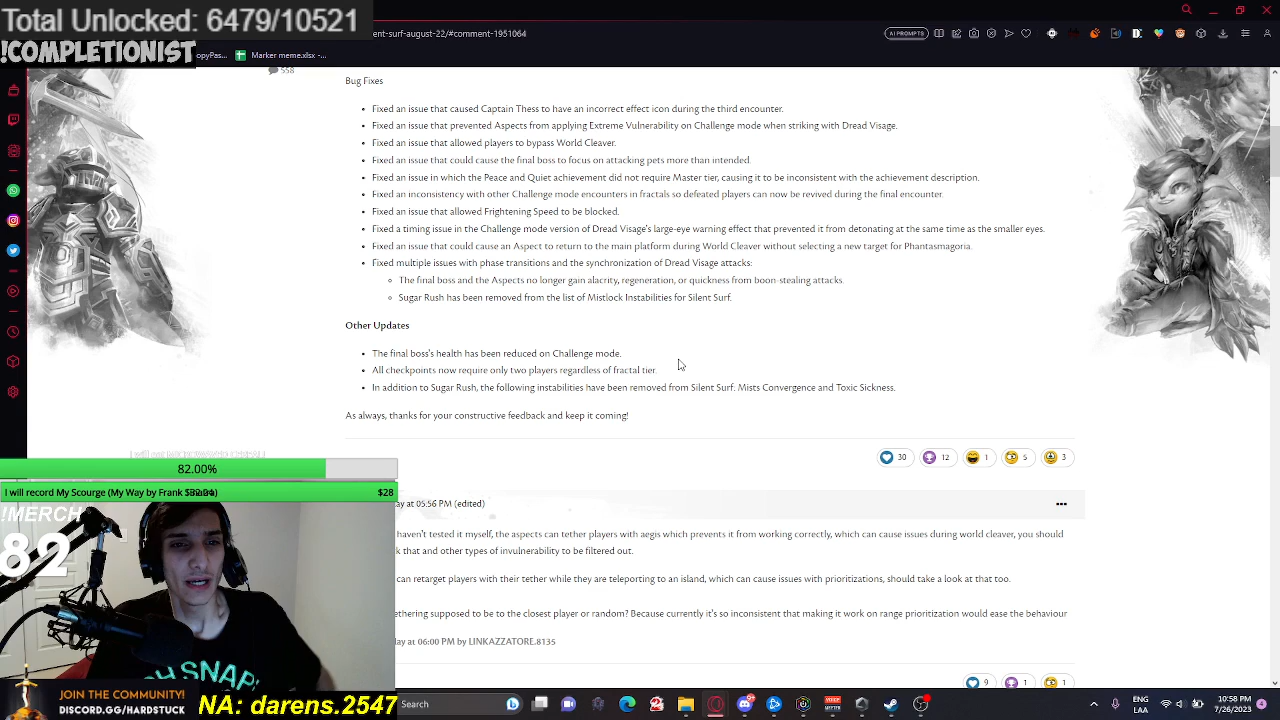 Total Unlocked: 6479/10521
ent-surf-august-22/#comment-1951064
AI PROMPTS
!COMPLETIONIST
opyPas...
Marker mem.xlsx -...
558
Bug Fixes
Fixed an issue that caused Captain Thess to have an incorrect effect icon during the third encounter.
Fixed an issue that prevented Aspects from applying Extreme Vulnerability on Challenge mode when striking with Dread Visage.
Fixed an issue that allowed players to bypass World Cleaver.
Fixed an issue that could cause the final boss to focus on attacking pets more than intended.
Fixed an issue in which the Peace and Quiet achievement did not require Master tier, causing it to be inconsistent with the achievement description.
Fixed an inconsistency with other Challenge mode encounters in fractals so defeated players can now be revived during the final encounter.
Fixed an issue that allowed Frightening Speed to be blocked.
Fixed a timing issue in the Challenge mode version of Dread Visage's large-eye warning effect that prevented it from detonating at the same time as the smaller eyes.
Fixed an issue that could cause an Aspect to return to the main platform during World Cleaver without selecting a new target for Phantasmagoria.
Fixed multiple issues with phase transitions and the synchronization of Dread Visage attacks:
The final boss and the Aspects no longer gain alacrity, regeneration, or quickness from boon-stealing attacks.
Sugar Rush has been removed from the list of Mistlock Instabilities for Silent Surf.
Other Updates
The final boss's health has been reduced on Challenge mode.
All checkpoints now require only two players regardless of fractal tier.
In addition to Sugar Rush, the following instabilities have been removed from Silent Surf: Mists Convergence and Toxic Sickness.
As always, thanks for your constructive feedback and keep it coming!
30
12
1
5
3
82.00%
I will record My Scourge (My Way by Frank
$28
!MERCH
82
ay at 05:56 PM (edited)
haven't tested it myself, the aspects can tether players with aegis which prevents it from working correctly, which can cause issues during world cleaver, you should
k that and other types of invulnerability to be filtered out.
can retarget players with their tether while they are teleporting to an island, which can cause issues with prioritizations, should take a look at that too.
ethering supposed to be to the closest player or random? Because currently it's so inconsistent that making it work on range prioritization would ease the behaviour
lay at 06:00 PM by LINKAZZATORE.8135
9
1
1
H SNAP!
JOIN THE COMMUNITY!
DISCORD.GG/HARDSTUCK
NA: darens.2547
Search
ENG
LAA
10:55 PM
7/26/2023